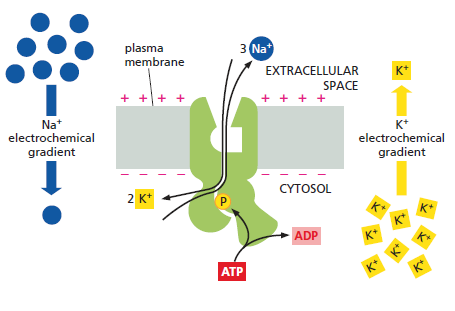 plasma
membrane
3 Na⁺
EXTRACELLULAR
SPACE
K⁺
+ + + +
+ + + + +
Na⁺
electrochemical
gradient
K⁺
electrochemical
gradient
– – – –
– – – – –
CYTOSOL
2 K⁺
P
ADP
ATP
K⁺
K⁺
K⁺
K⁺
K⁺
K⁺
K⁺
K⁺